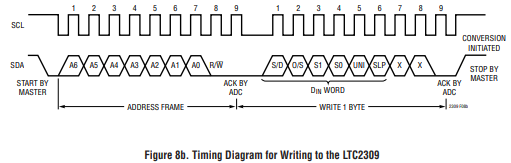 1 2 3 4 5 6 7 8 9 1 2 3 4 5 6 7 8 9
SCL
CONVERSION
INITIATED
SDA A6 A5 A4 A3 A2 A1 A0 R/W̅ S/D O/S S1 S0 UNI SLP X X
START BY
MASTER
ACK BY
ADC
ACK BY
ADC
STOP BY
MASTER
D_IN WORD
ADDRESS FRAME
WRITE 1 BYTE
2309 F08b
Figure 8b. Timing Diagram for Writing to the LTC2309